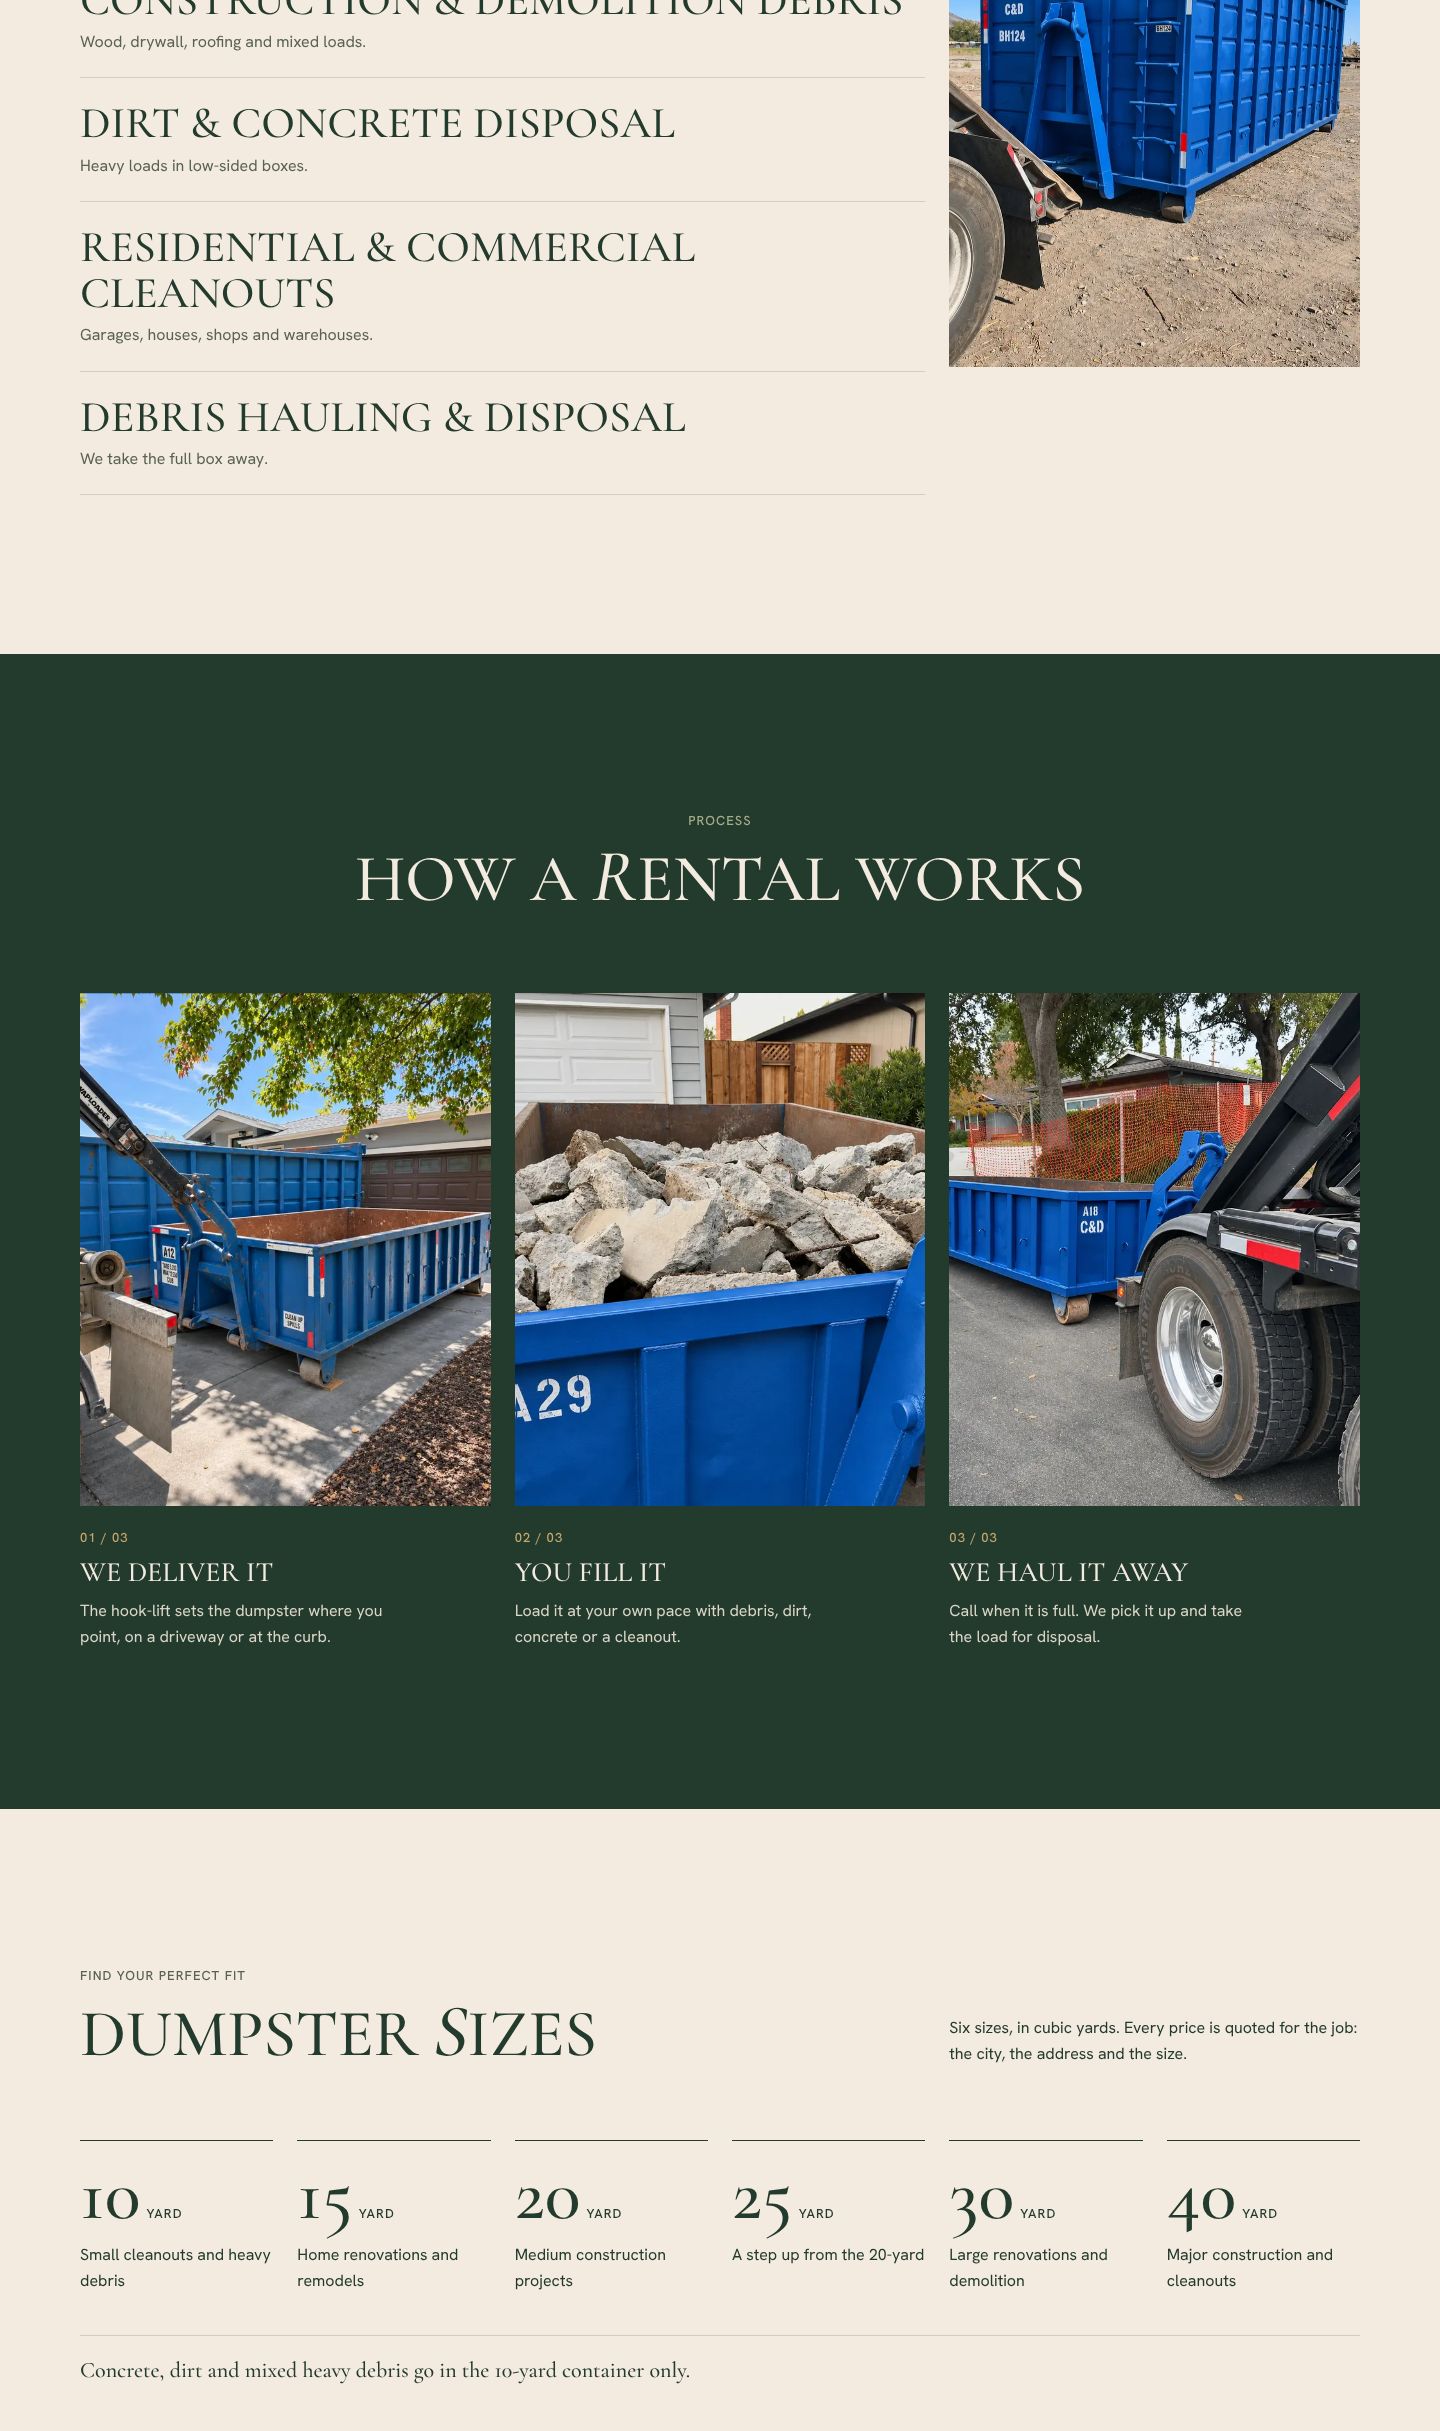 CONSTRUCTION & DEMOLITION DEBRIS
Wood, drywall, roofing and mixed loads.
DIRT & CONCRETE DISPOSAL
Heavy loads in low-sided boxes.
RESIDENTIAL & COMMERCIAL
CLEANOUTS
Garages, houses, shops and warehouses.
DEBRIS HAULING & DISPOSAL
We take the full box away.
C&D
BH124
PROCESS
HOW A RENTAL WORKS
A12
CLEAN UP
SPILLS
A29
A18
C&D
01 / 03
WE DELIVER IT
The hook-lift sets the dumpster where you
point, on a driveway or at the curb.
02 / 03
YOU FILL IT
Load it at your own pace with debris, dirt,
concrete or a cleanout.
03 / 03
WE HAUL IT AWAY
Call when it is full. We pick it up and take
the load for disposal.
FIND YOUR PERFECT FIT
DUMPSTER SIZES
Six sizes, in cubic yards. Every price is quoted for the job:
the city, the address and the size.
10 YARD
Small cleanouts and heavy
debris
15 YARD
Home renovations and
remodels
20 YARD
Medium construction
projects
25 YARD
A step up from the 20-yard
30 YARD
Large renovations and
demolition
40 YARD
Major construction and
cleanouts
Concrete, dirt and mixed heavy debris go in the 10-yard container only.